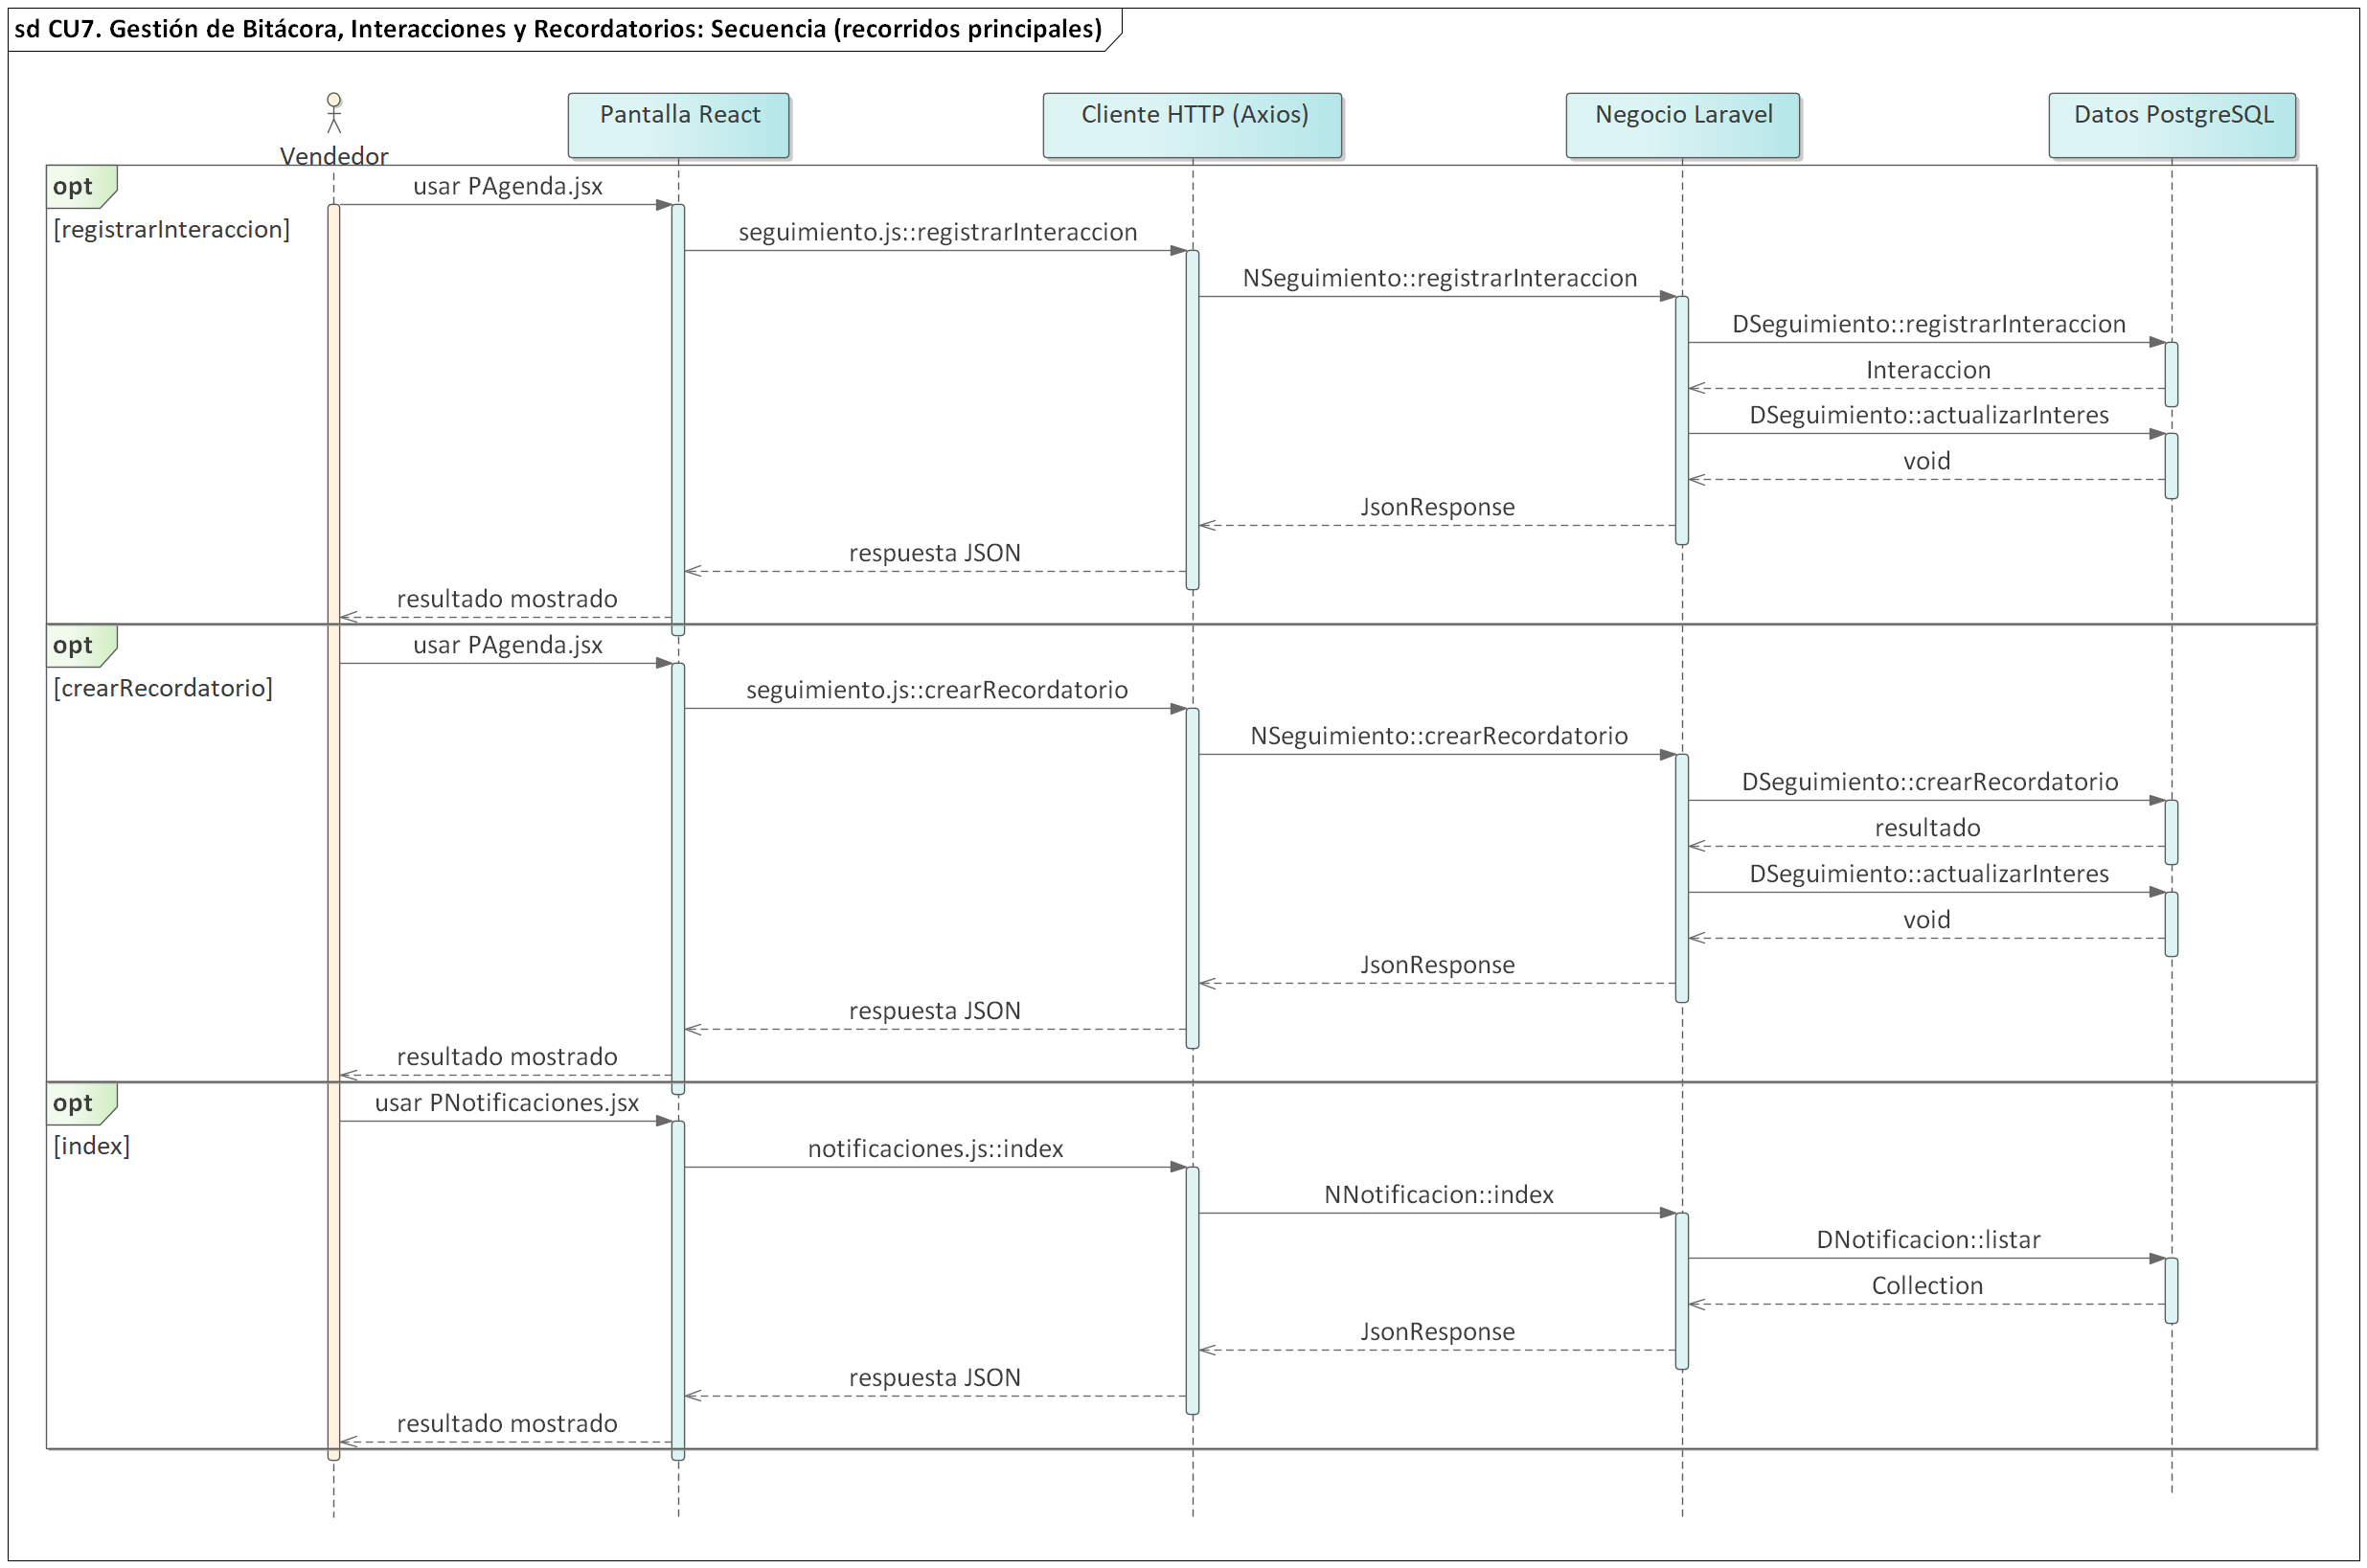 sd CU7. Gestión de Bitácora, Interacciones y Recordatorios: Secuencia (recorridos principales)
Vendedor
Pantalla React
Cliente HTTP (Axios)
Negocio Laravel
Datos PostgreSQL
opt
[registrarInteraccion]
usar PAgenda.jsx
seguimiento.js::registrarInteraccion
NSeguimiento::registrarInteraccion
DSeguimiento::registrarInteraccion
Interaccion
DSeguimiento::actualizarInteres
void
JsonResponse
respuesta JSON
resultado mostrado
opt
[crearRecordatorio]
usar PAgenda.jsx
seguimiento.js::crearRecordatorio
NSeguimiento::crearRecordatorio
DSeguimiento::crearRecordatorio
resultado
DSeguimiento::actualizarInteres
void
JsonResponse
respuesta JSON
resultado mostrado
opt
[index]
usar PNotificaciones.jsx
notificaciones.js::index
NNotificacion::index
DNotificacion::listar
Collection
JsonResponse
respuesta JSON
resultado mostrado